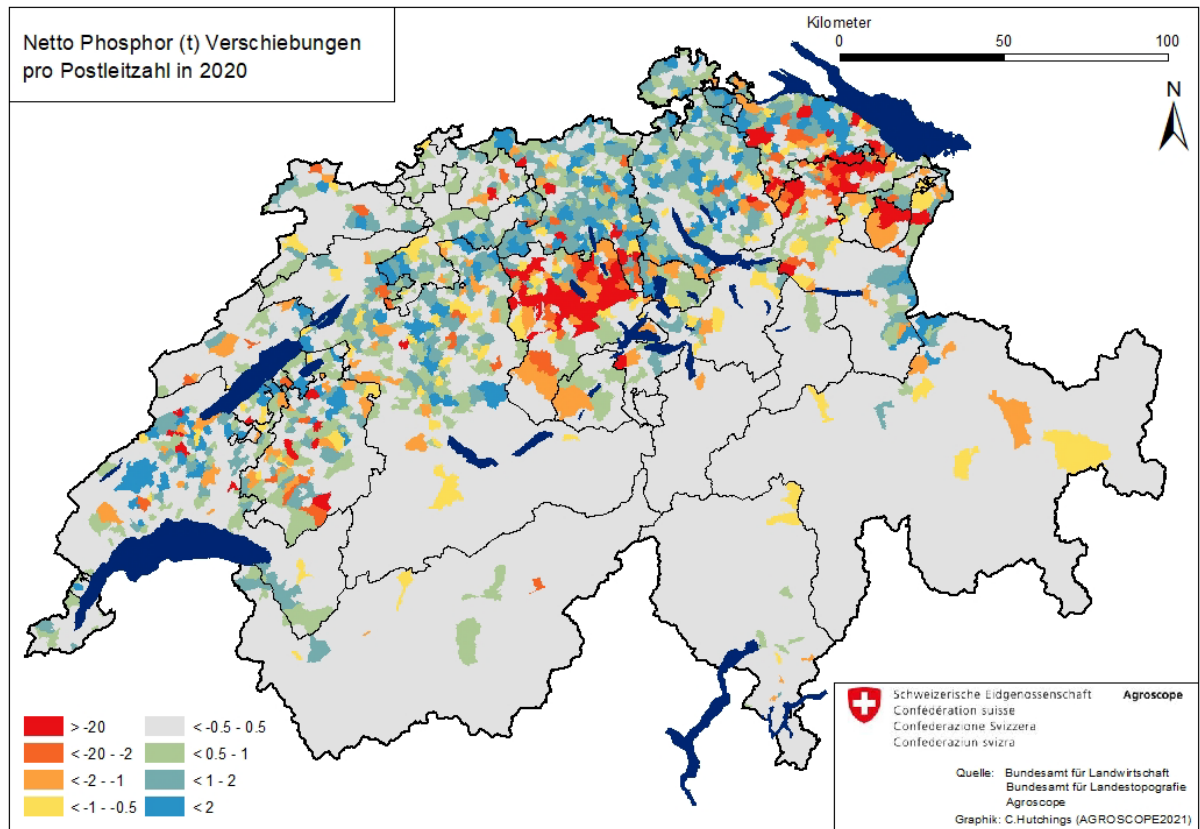 Netto Phosphor (t) Verschiebungen
pro Postleitzahl in 2020
Kilometer
0 50 100
N
> -20
< -20 - -2
< -2 - -1
< -1 - -0.5
< -0.5 - 0.5
< 0.5 - 1
< 1 - 2
< 2
Schweizerische Eidgenossenschaft
Confédération suisse
Confederazione Svizzera
Confederaziun svizra
Agroscope
Quelle: Bundesamt für Landwirtschaft
Bundesamt für Landestopografie
Agroscope
Graphik: C.Hutchings (AGROSCOPE2021)